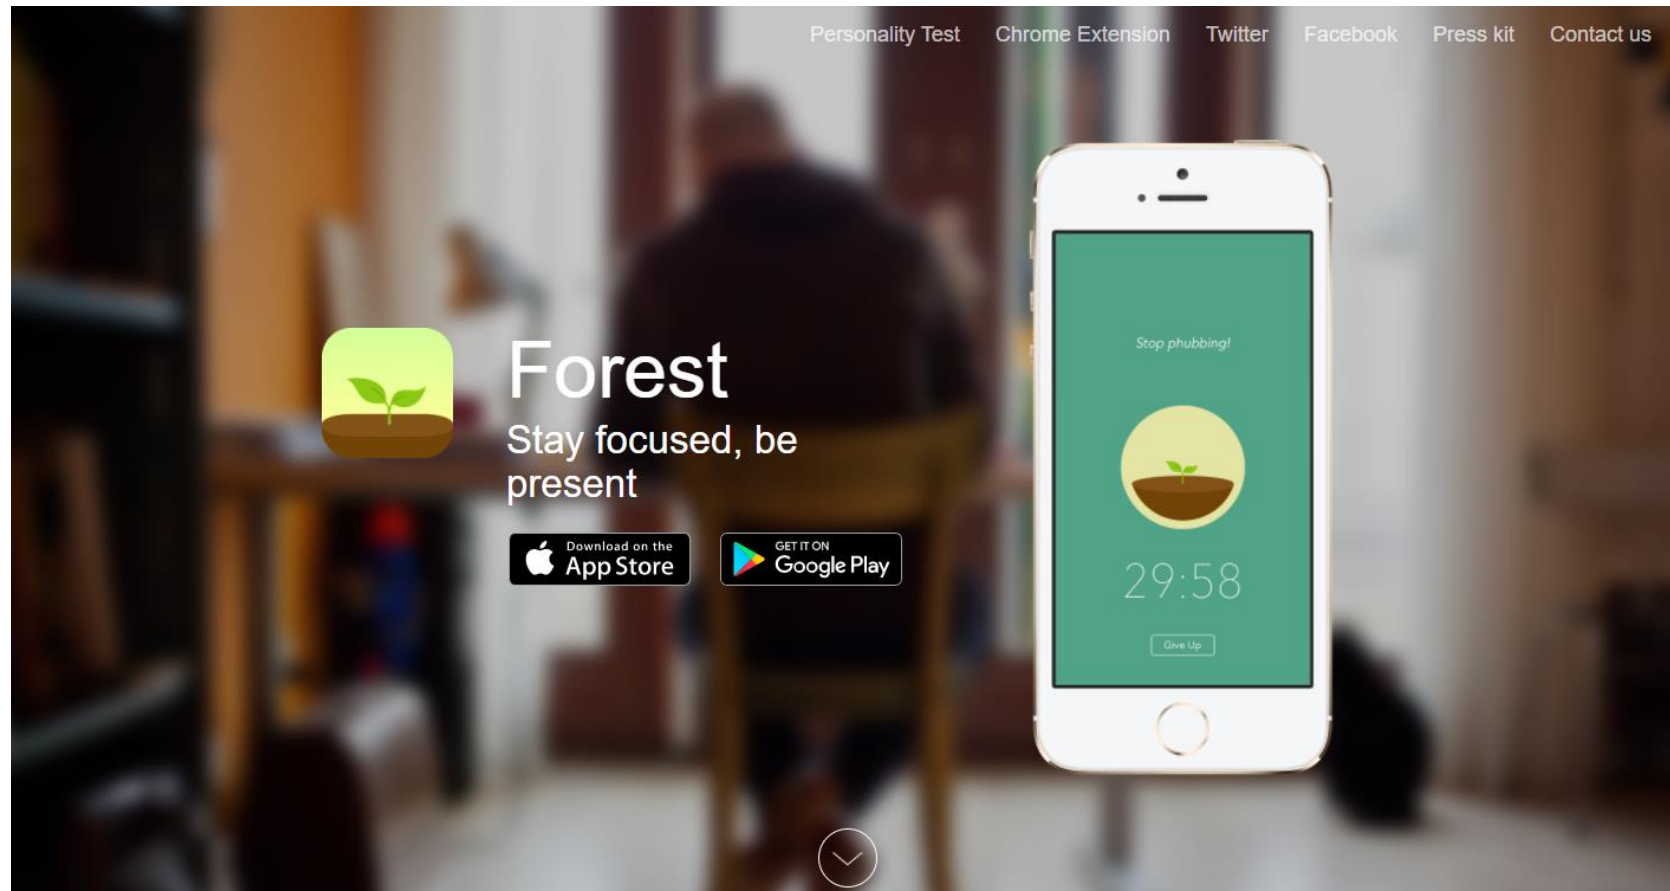 Personality Test Chrome Extension Twitter Facebook Press kit Contact us
Forest
Stay focused, be
present
Download on the
App Store
GET IT ON
Google Play
Stop phubbing!
29:58
Give Up